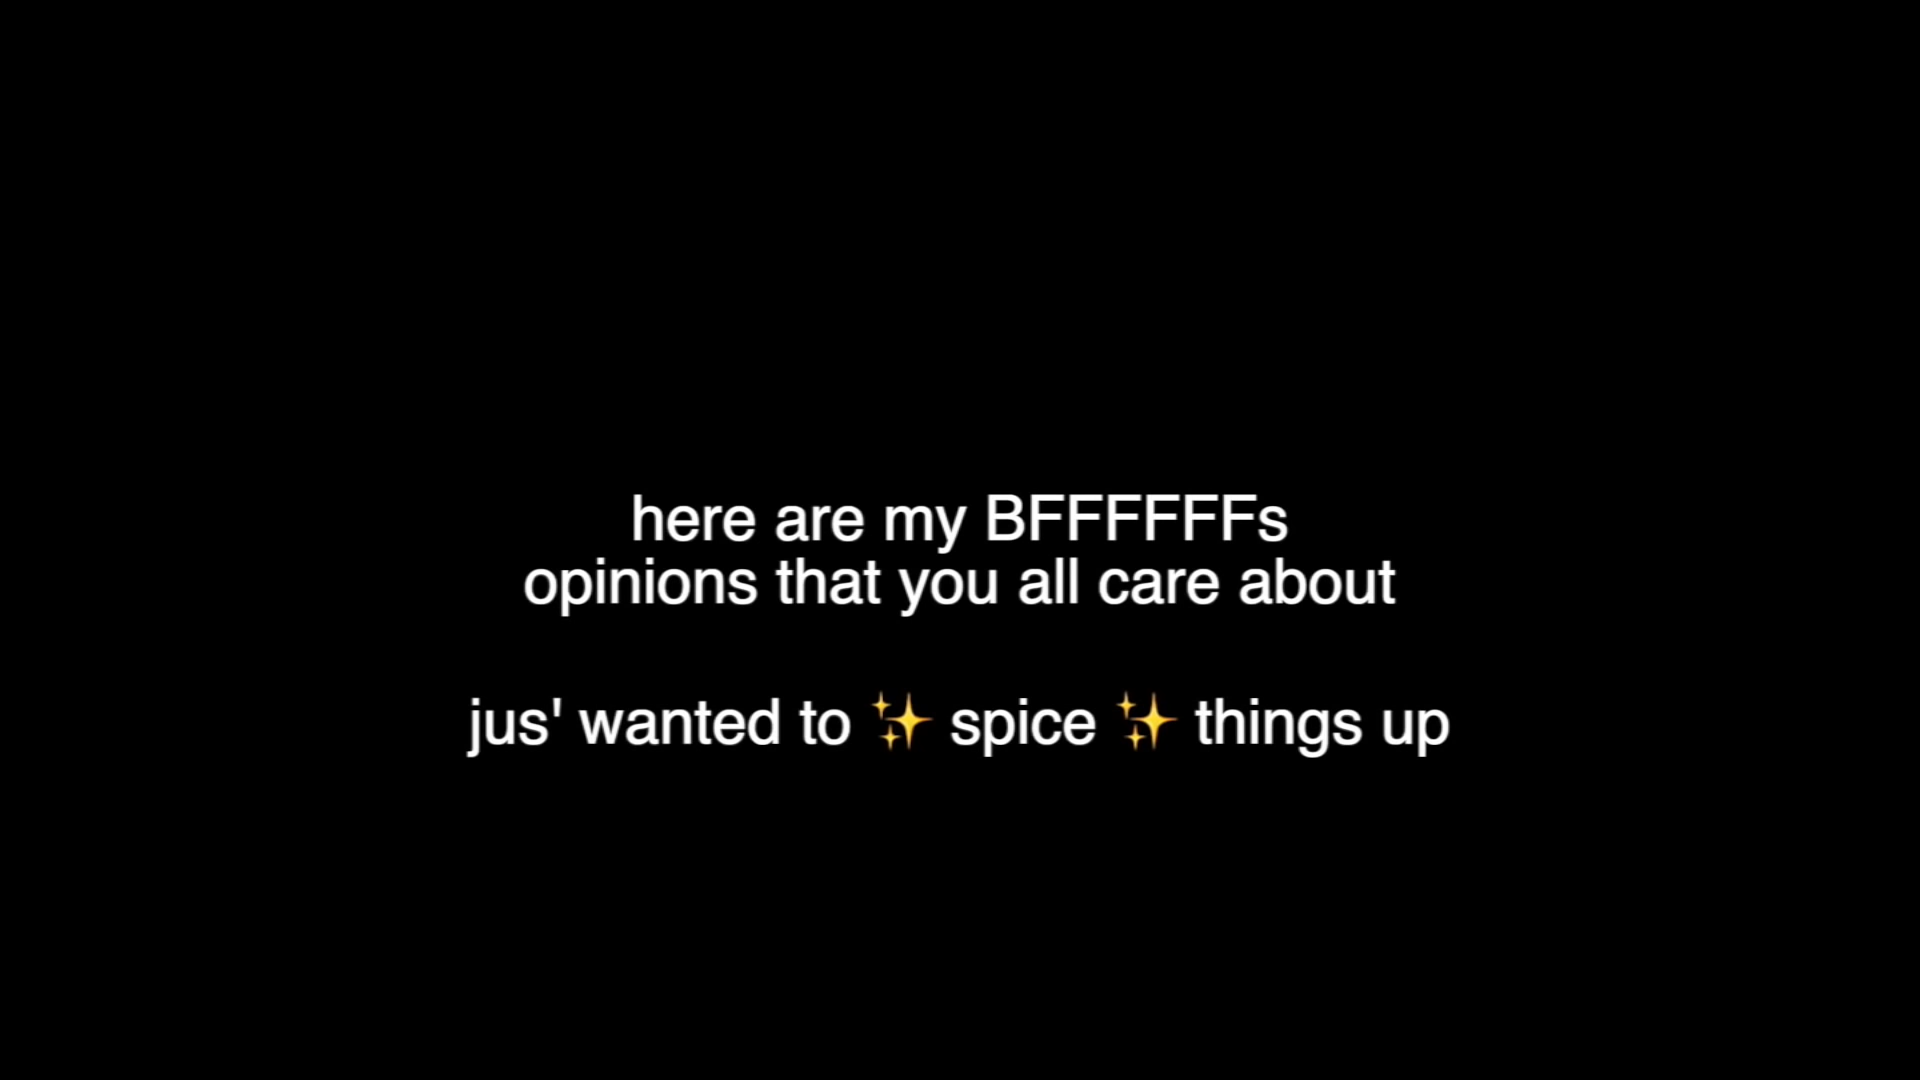 here are my BFFFFFFs
opinions that you all care about
jus' wanted to ✨ spice ✨ things up